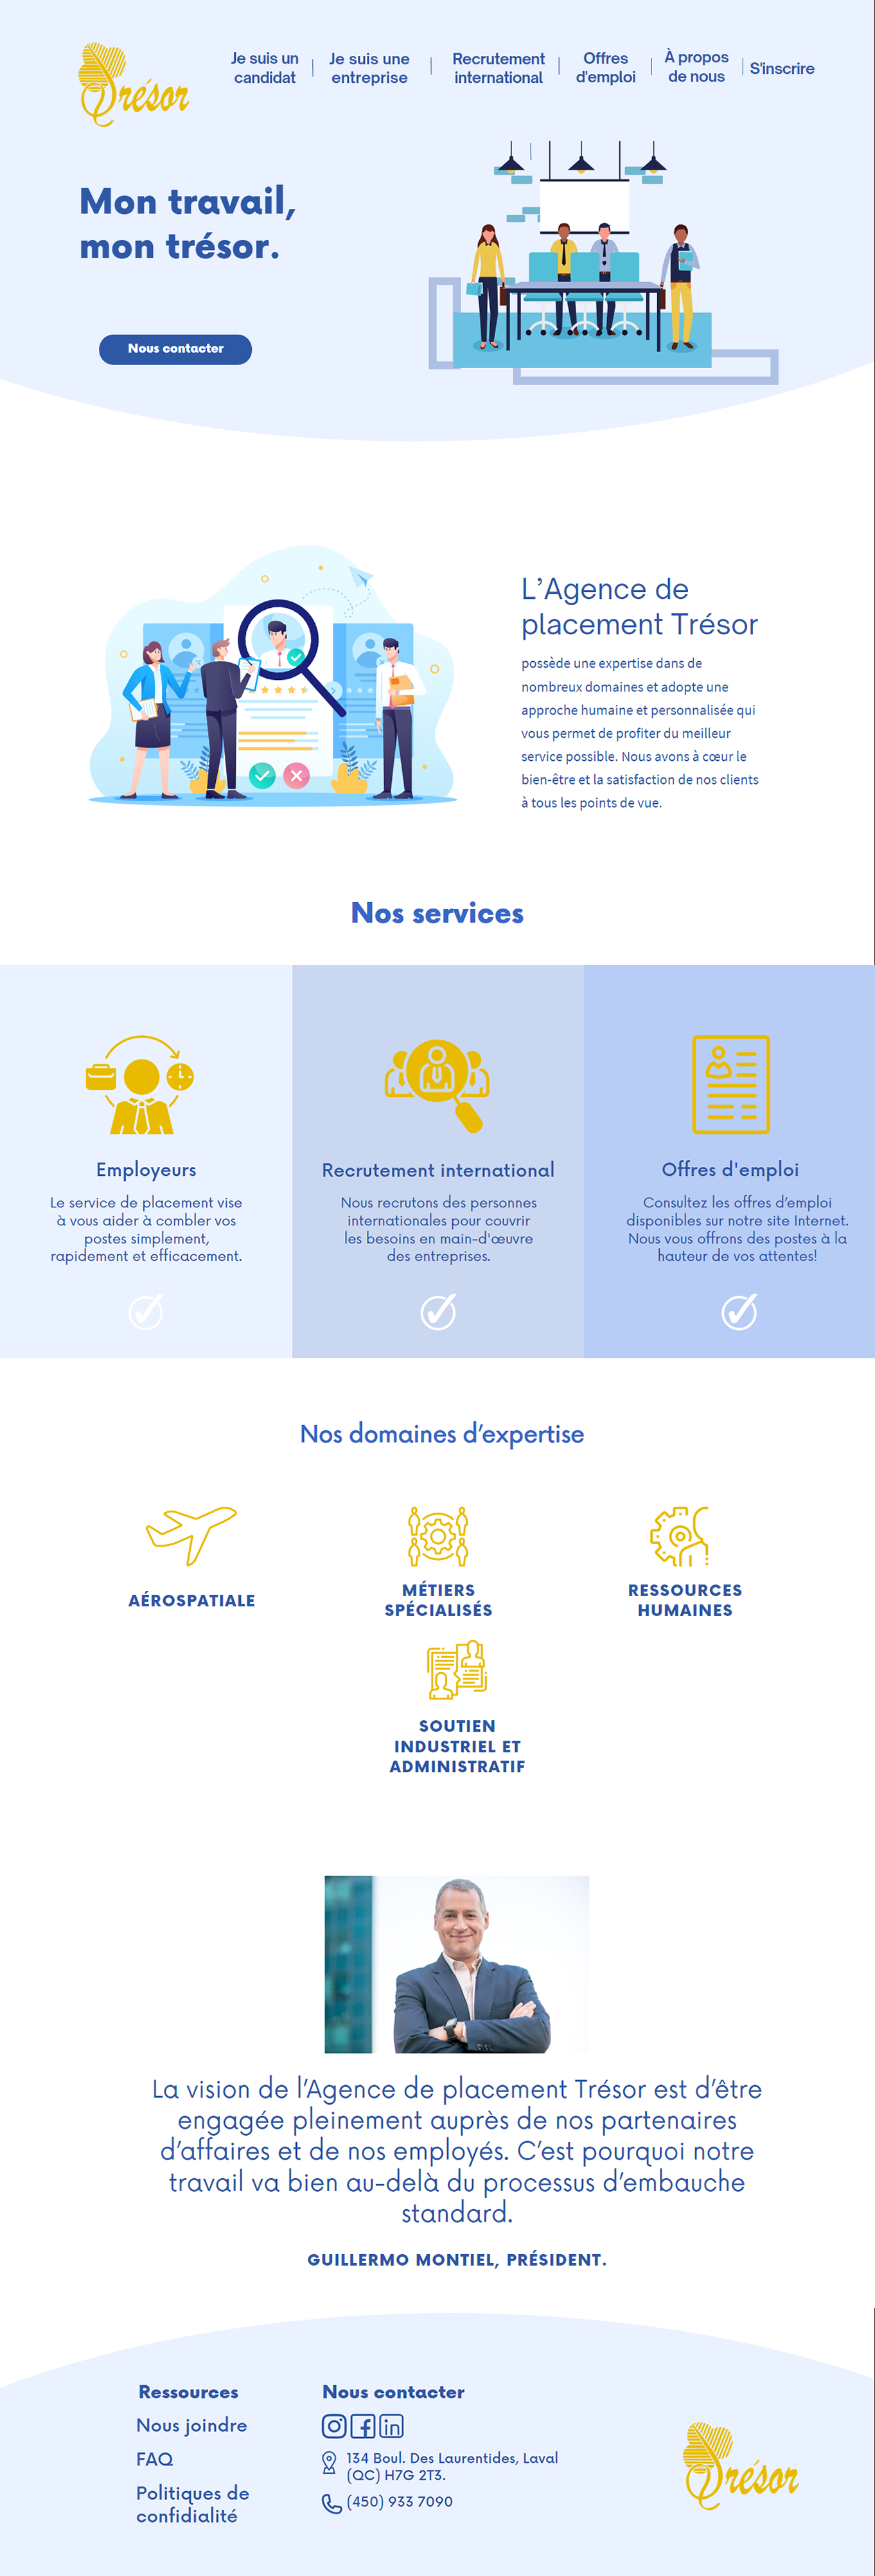 Trésor
Je suis un
candidat
Je suis une
entreprise
Recrutement
international
Offres
d'emploi
À propos
de nous
S'inscrire
Mon travail,
mon trésor.
Nous contacter
L'Agence de
placement Trésor
possède une expertise dans de
nombreux domaines et adopte une
approche humaine et personnalisée qui
vous permet de profiter du meilleur
service possible. Nous avons à cœur le
bien-être et la satisfaction de nos clients
à tous les points de vue.
Nos services
Employeurs
Le service de placement vise
à vous aider à combler vos
postes simplement,
rapidement et efficacement.
Recrutement international
Nous recrutons des personnes
internationales pour couvrir
les besoins en main-d'œuvre
des entreprises.
Offres d'emploi
Consultez les offres d'emploi
disponibles sur notre site Internet.
Nous vous offrons des postes à la
hauteur de vos attentes!
Nos domaines d'expertise
AÉROSPATIALE
MÉTIERS
SPÉCIALISÉS
RESSOURCES
HUMAINES
SOUTIEN
INDUSTRIEL ET
ADMINISTRATIF
La vision de l'Agence de placement Trésor est d'être
engagée pleinement auprès de nos partenaires
d'affaires et de nos employés. C'est pourquoi notre
travail va bien au-delà du processus d'embauche
standard.
GUILLERMO MONTIEL, PRÉSIDENT.
Ressources
Nous joindre
FAQ
Politiques de
confidialité
Nous contacter
134 Boul. Des Laurentides, Laval
(QC) H7G 2T3.
(450) 933 7090
Trésor